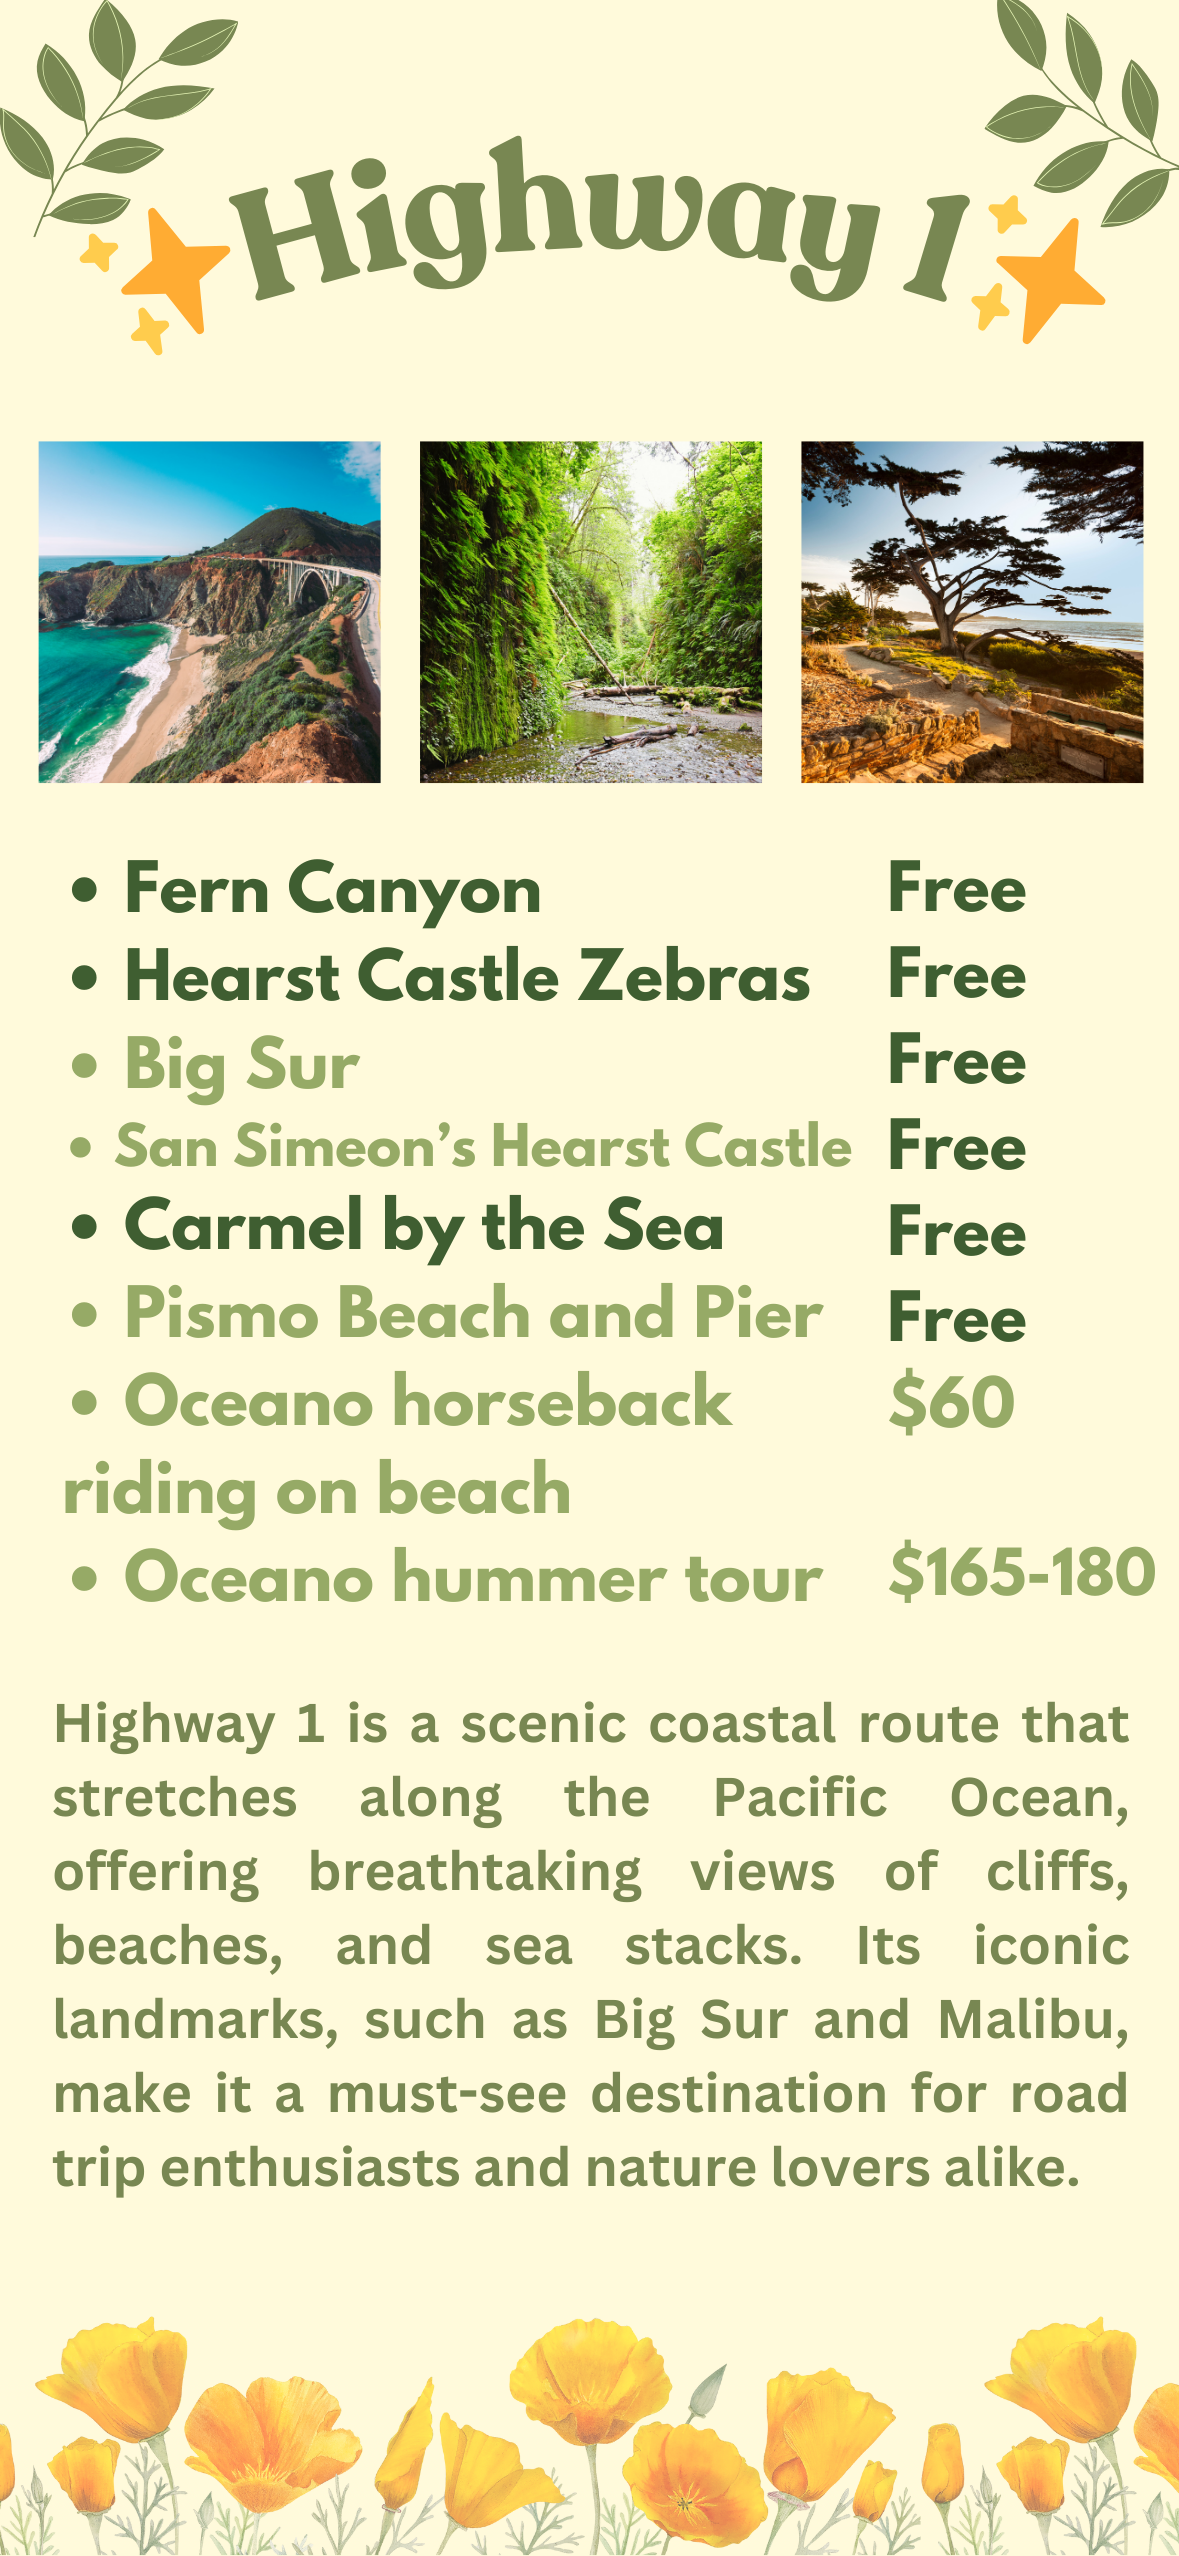 Highway 1
• Fern Canyon Free
• Hearst Castle Zebras Free
• Big Sur Free
• San Simeon’s Hearst Castle Free
• Carmel by the Sea Free
• Pismo Beach and Pier Free
• Oceano horseback $60
riding on beach
• Oceano hummer tour $165-180
Highway 1 is a scenic coastal route that
stretches along the Pacific Ocean,
offering breathtaking views of cliffs,
beaches, and sea stacks. Its iconic
landmarks, such as Big Sur and Malibu,
make it a must-see destination for road
trip enthusiasts and nature lovers alike.